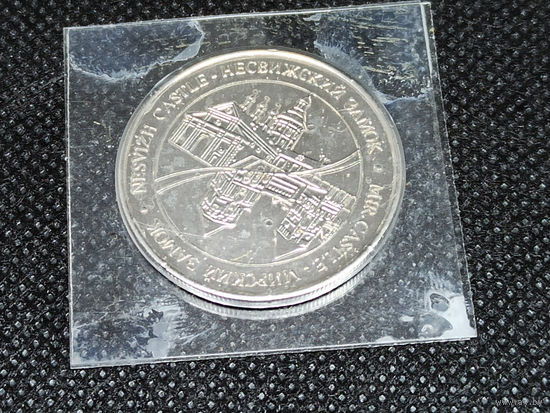 NESVIZH CASTLE • НЕСВИЖСКИЙ ЗАМОК •
MIR CASTLE • МИРСКИЙ ЗАМОК •